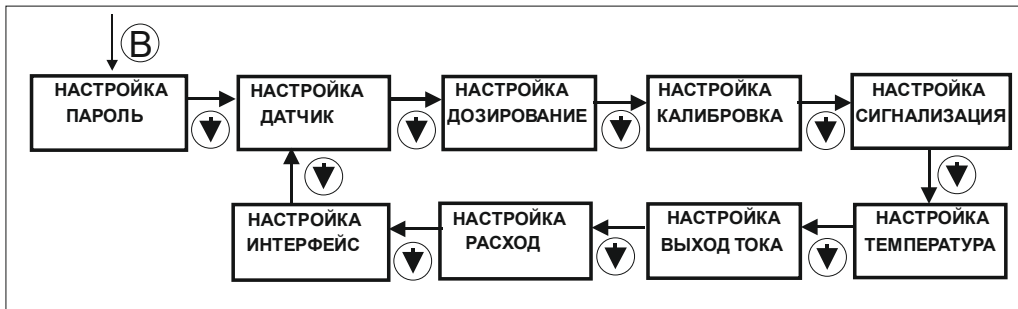 В
НАСТРОЙКА
ПАРОЛЬ
НАСТРОЙКА
ДАТЧИК
НАСТРОЙКА
ДОЗИРОВАНИЕ
НАСТРОЙКА
КАЛИБРОВКА
НАСТРОЙКА
СИГНАЛИЗАЦИЯ
НАСТРОЙКА
ИНТЕРФЕЙС
НАСТРОЙКА
РАСХОД
НАСТРОЙКА
ВЫХОД ТОКА
НАСТРОЙКА
ТЕМПЕРАТУРА